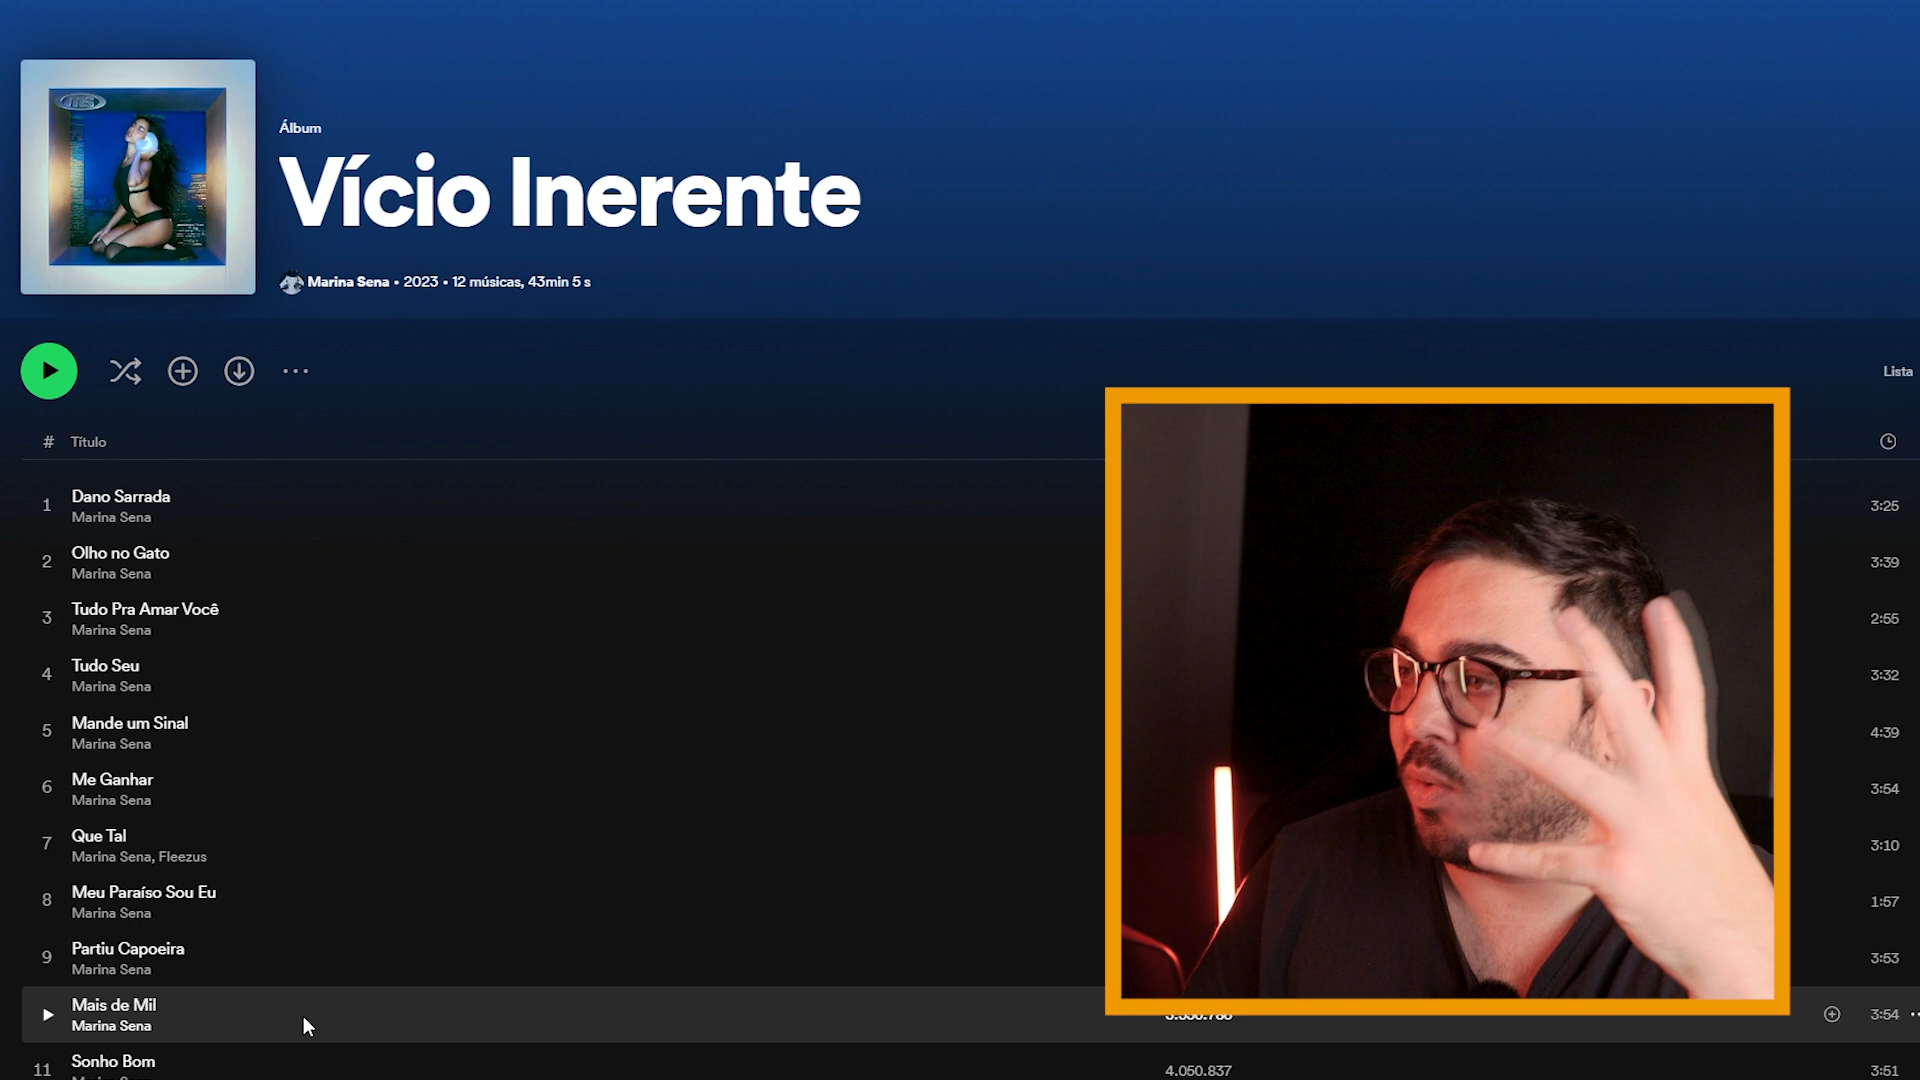 MS
Álbum
Vício Inerente
Marina Sena • 2023 • 12 músicas, 43min 5 s
Lista
# Título
1 Dano Sarrada 3:25
Marina Sena
2 Olho no Gato 3:39
Marina Sena
3 Tudo Pra Amar Você 2:55
Marina Sena
4 Tudo Seu 3:32
Marina Sena
5 Mande um Sinal 4:39
Marina Sena
6 Me Ganhar 3:54
Marina Sena
7 Que Tal 3:10
Marina Sena, Fleezus
8 Meu Paraíso Sou Eu 1:57
Marina Sena
9 Partiu Capoeira 3:53
Marina Sena
Mais de Mil 3:54
Marina Sena
11 Sonho Bom 4.050.837 3:51